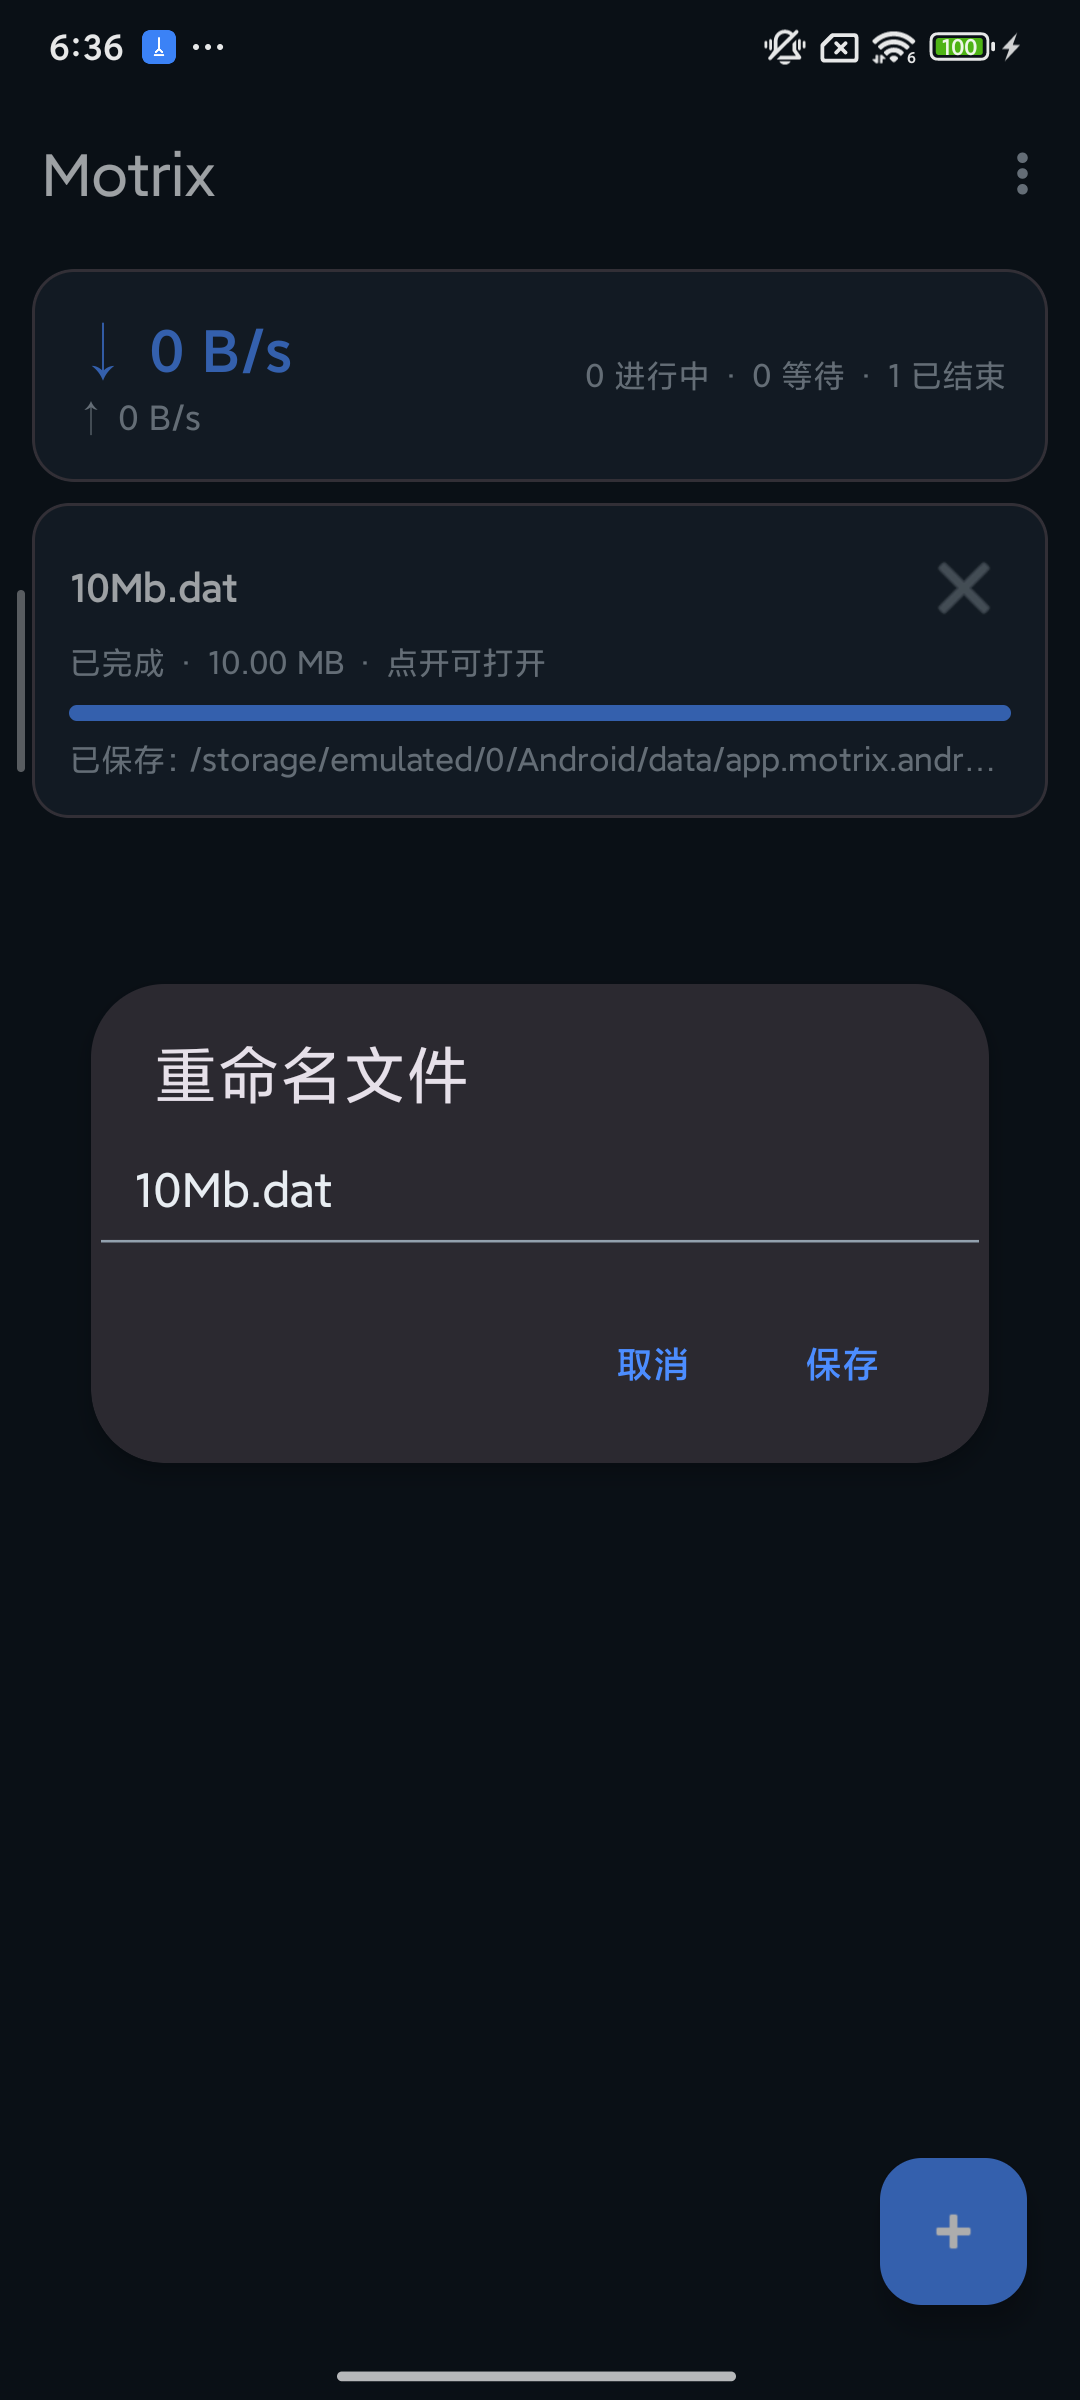 6:36
6
100
Motrix
↓ 0 B/s
0 进行中 · 0 等待 · 1 已结束
↑ 0 B/s
10Mb.dat
已完成 · 10.00 MB · 点开可打开
已保存: /storage/emulated/0/Android/data/app.motrix.andr...
重命名文件
10Mb.dat
取消
保存